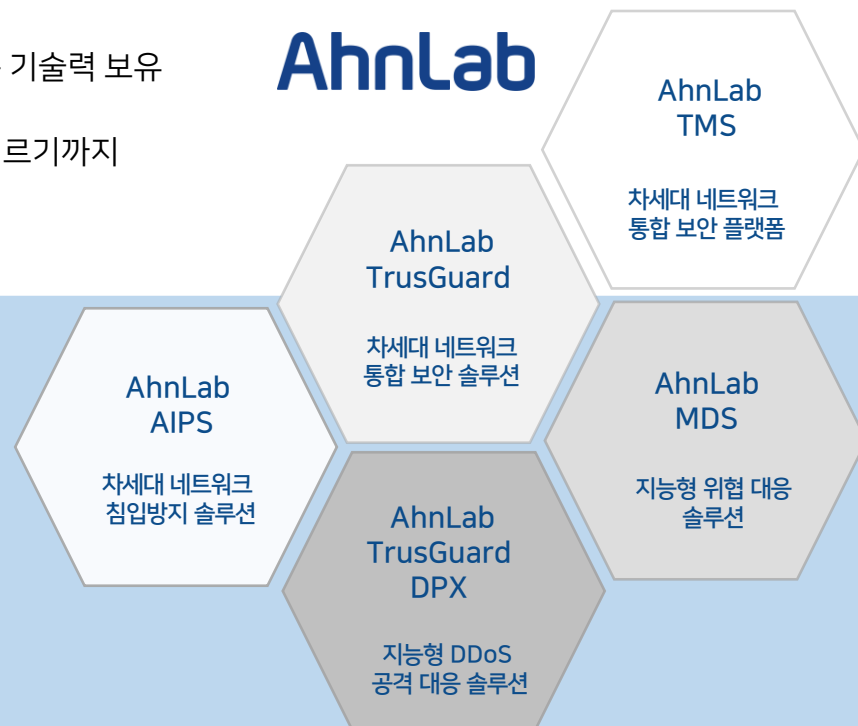 기술력 보유
르기까지
AhnLab
AhnLab
TMS
차세대 네트워크
통합 보안 플랫폼
AhnLab
TrusGuard
차세대 네트워크
통합 보안 솔루션
AhnLab
AIPS
차세대 네트워크
침입방지 솔루션
AhnLab
MDS
지능형 위협 대응
솔루션
AhnLab
TrusGuard
DPX
지능형 DDoS
공격 대응 솔루션